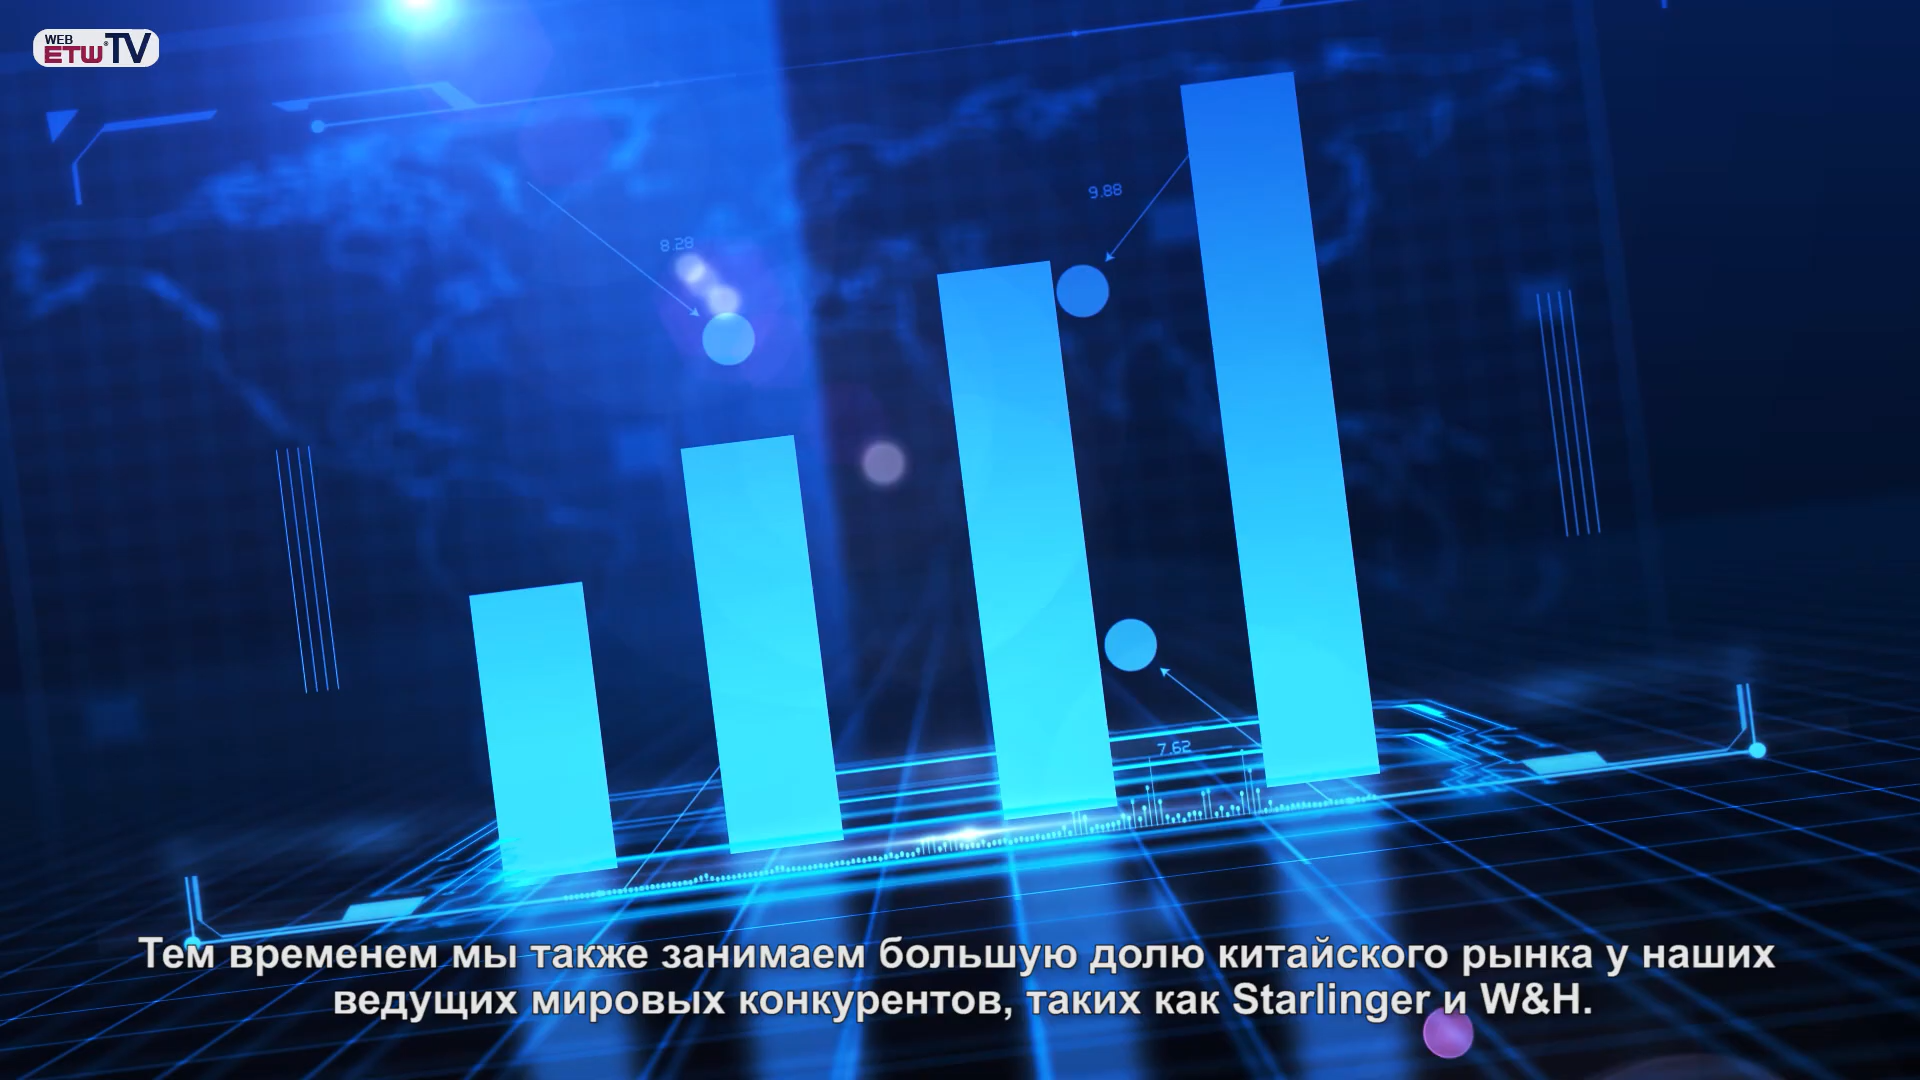 WEB
ETW® TV
8.28
9.88
7.62
Тем временем мы также занимаем большую долю китайского рынка у наших
ведущих мировых конкурентов, таких как Starlinger и W&H.